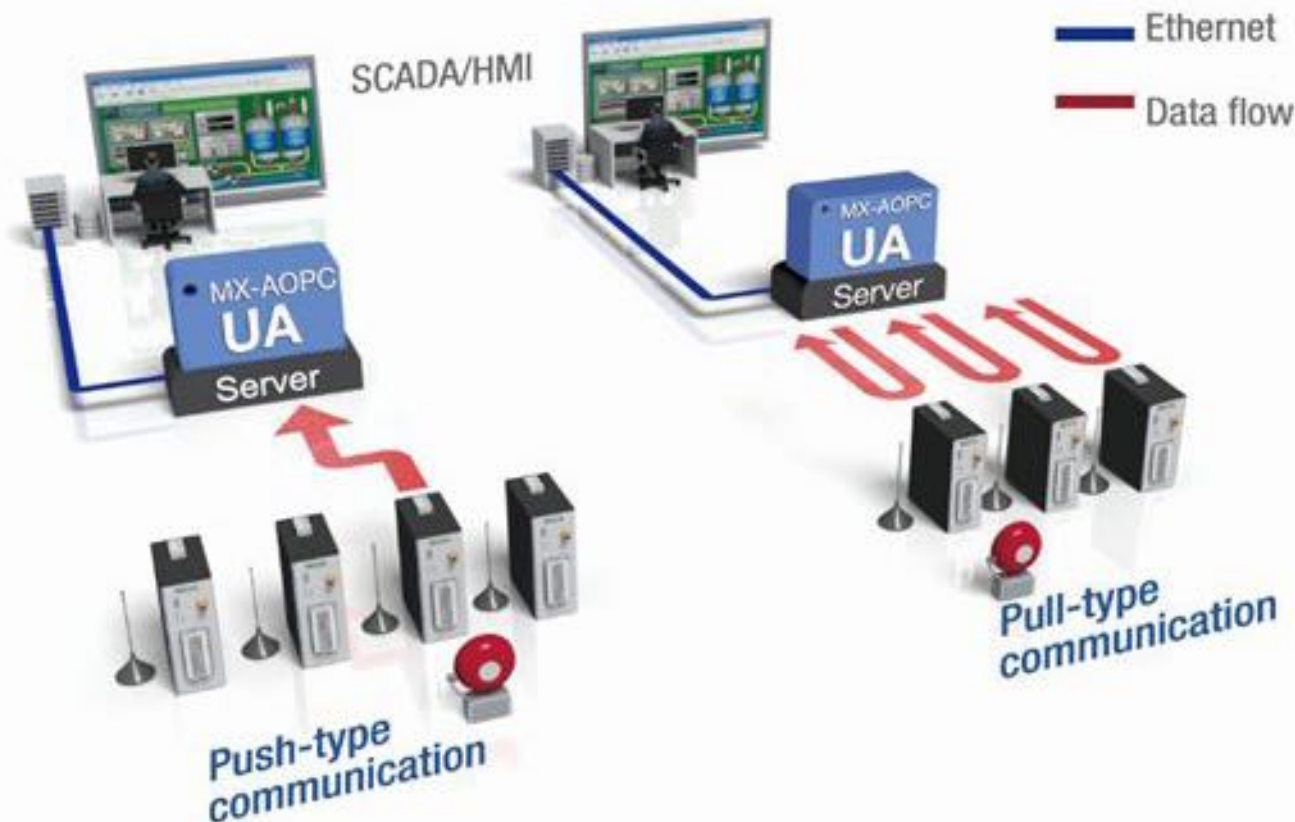 SCADA/HMI
Ethernet
Data flow
MX-AOPC
UA
Server
MX-AOPC
UA
Server
Push-type
communication
Pull-type
communication